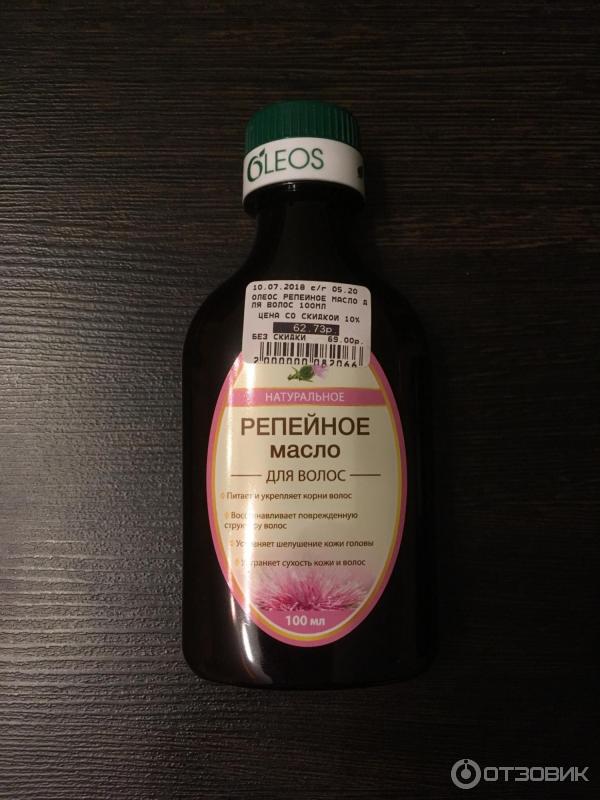 ÓLEOS
10.07.2018 с/г 05.20
ОЛЕОС РЕПЕЙНОЕ МАСЛО Д
ЛЯ ВОЛОС 100МЛ
ЦЕНА СО СКИДКОЙ 10%
62.73р
БЕЗ СКИДКИ 69.00р.
2000000082066
НАТУРАЛЬНОЕ
РЕПЕЙНОЕ
масло
ДЛЯ ВОЛОС
Питает и укрепляет корни волос
Восстанавливает поврежденную
структуру волос
Устраняет шелушение кожи головы
Устраняет сухость кожи и волос
100 мл
ОТЗОВИК